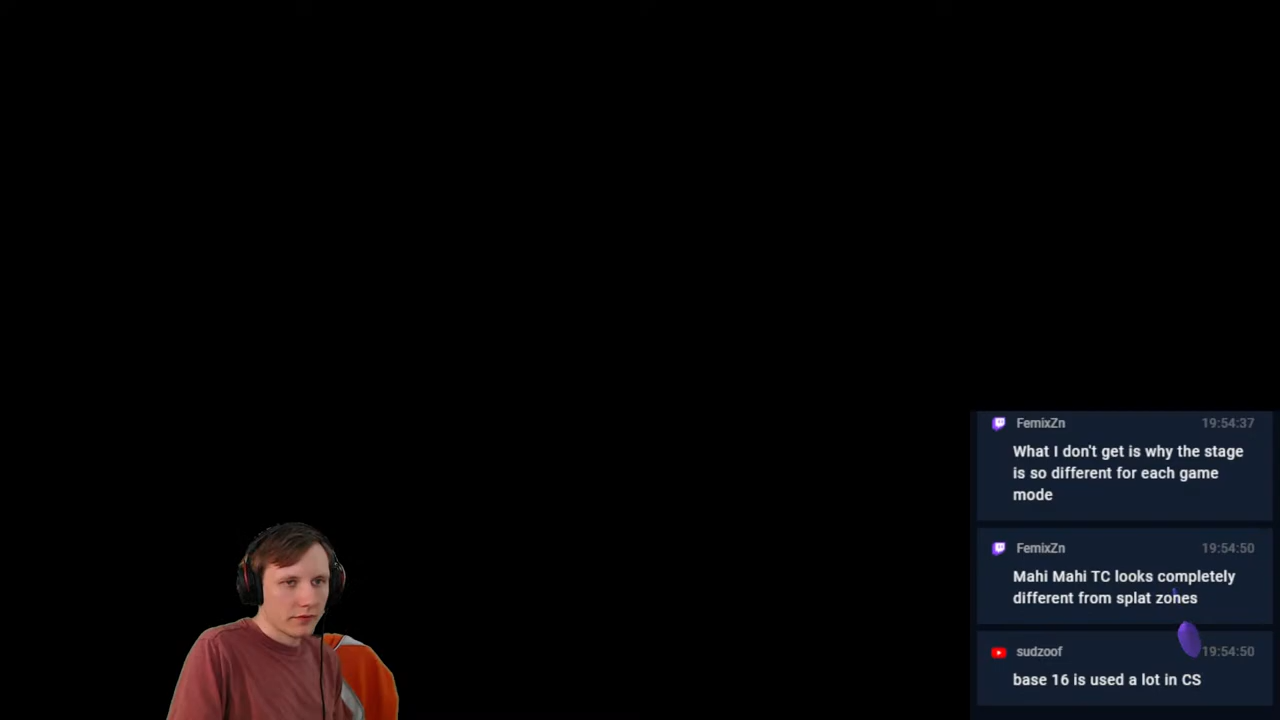 FemixZn 19:54:37
What I don't get is why the stage
is so different for each game
mode
FemixZn 19:54:50
Mahi Mahi TC looks completely
different from splat zones
sudzoof 19:54:50
base 16 is used a lot in CS